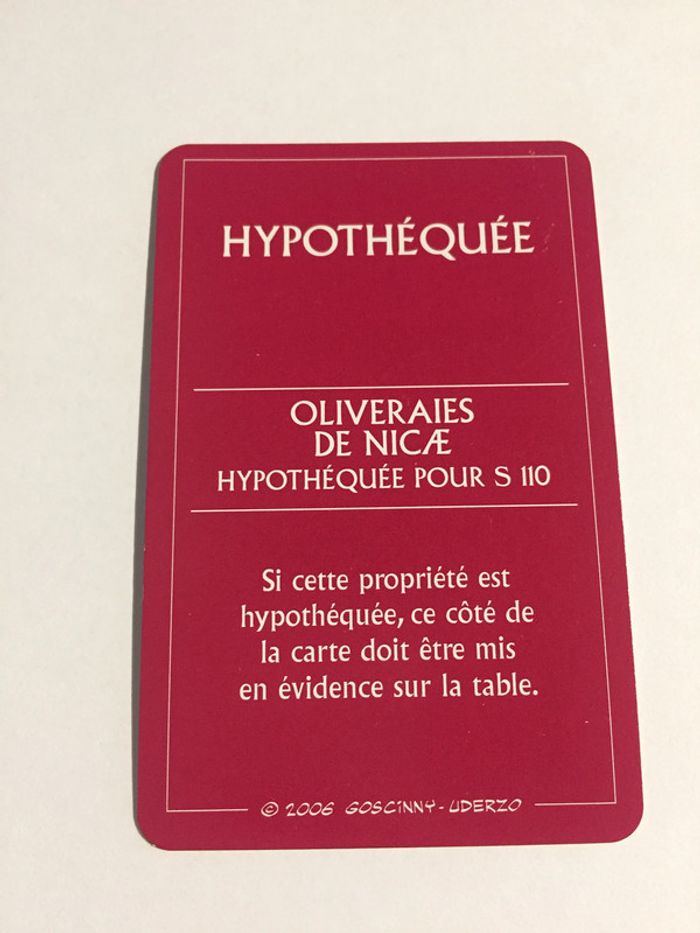 HYPOTHÉQUÉE
OLIVERAIES
DE NICÆ
HYPOTHÉQUÉE POUR S 110
Si cette propriété est
hypothéquée, ce côté de
la carte doit être mis
en évidence sur la table.
© 2006 GOSCINNY - UDERZO